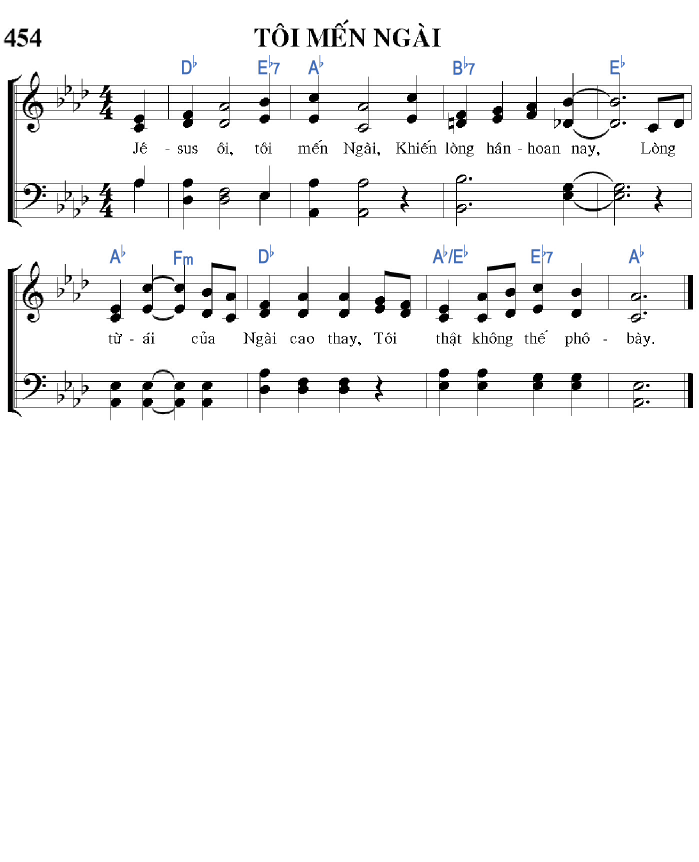 454 TÔI MẾN NGÀI
D♭ E♭7 A♭ B♭7 E♭
Jê - sus ôi, tôi mến Ngài, Khiến lòng hân - hoan nay, Lòng
A♭ Fm D♭ A♭/E♭ E♭7 A♭
từ - ái của Ngài cao thay, Tôi thật không thế phô - bày.